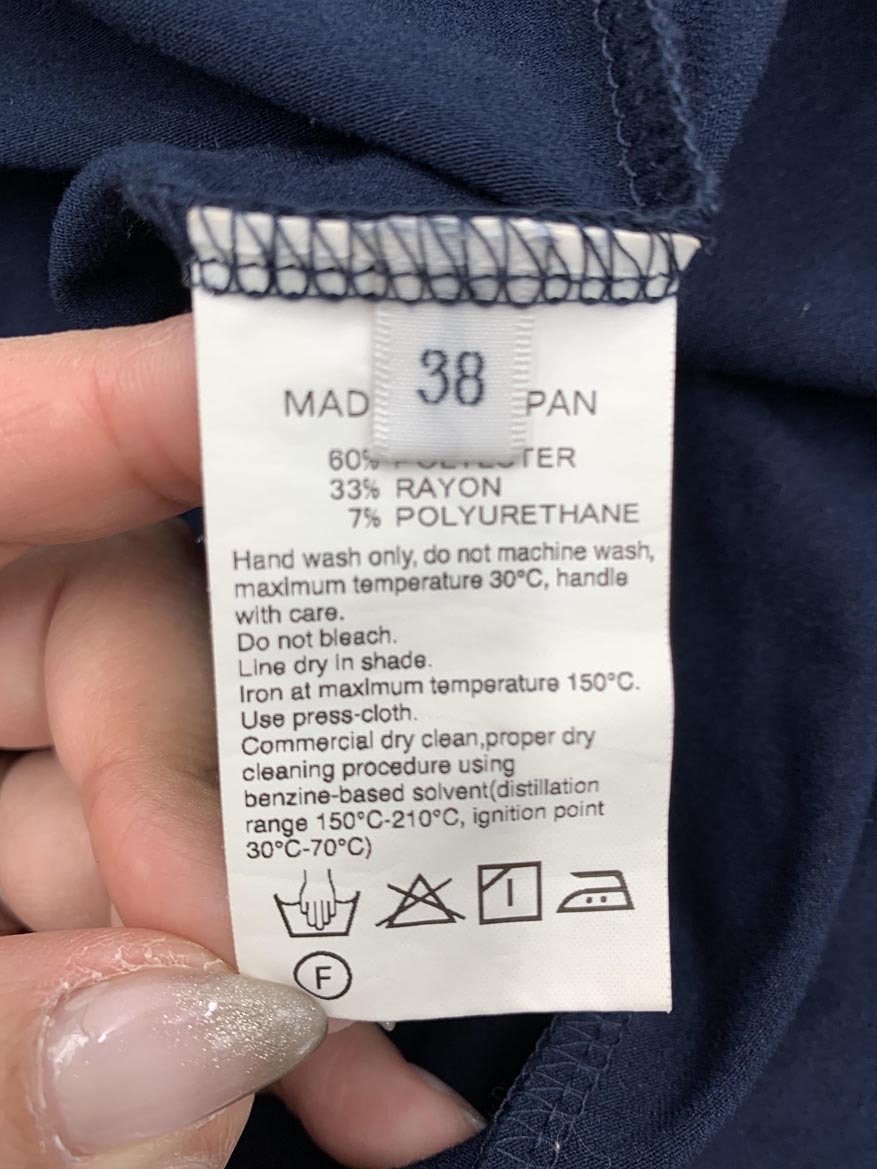 38
MAD PAN
60% POLYESTER
33% RAYON
7% POLYURETHANE
Hand wash only, do not machine wash,
maximum temperature 30°C, handle
with care.
Do not bleach.
Line dry in shade.
Iron at maximum temperature 150°C.
Use press-cloth.
Commercial dry clean,proper dry
cleaning procedure using
benzine-based solvent(distillation
range 150°C-210°C, ignition point
30°C-70°C)
F